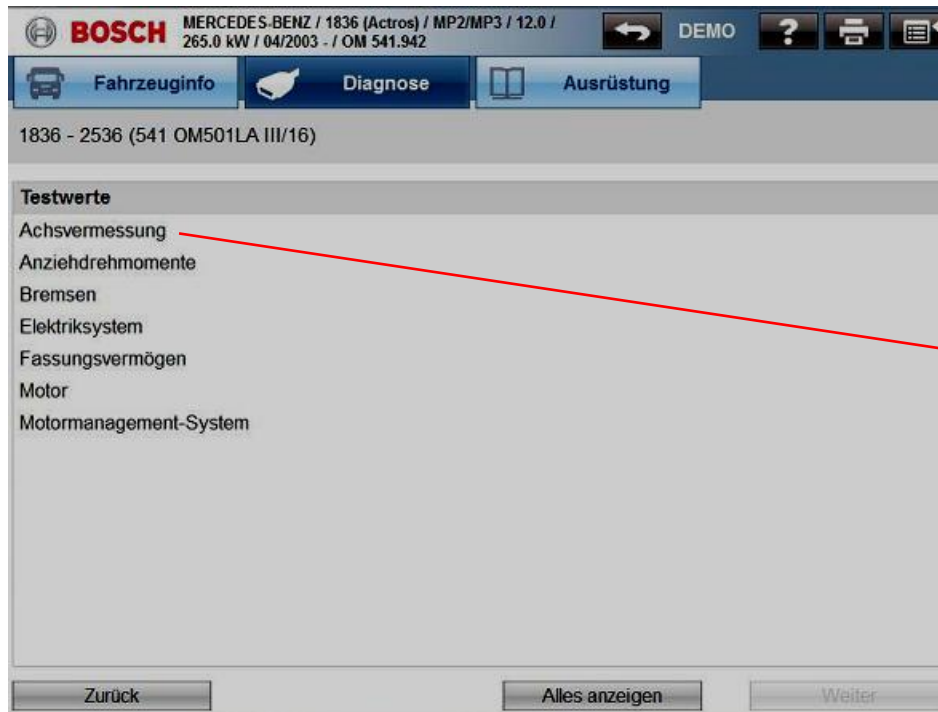 BOSCH
MERCEDES-BENZ / 1836 (Actros) / MP2/MP3 / 12.0 /
265.0 kW / 04/2003 - / OM 541.942
DEMO
?
Fahrzeuginfo
Diagnose
Ausrüstung
1836 - 2536 (541 OM501LA III/16)
Testwerte
Achsvermessung
Anziehdrehmomente
Bremsen
Elektriksystem
Fassungsvermögen
Motor
Motormanagement-System
Zurück
Alles anzeigen
Weiter